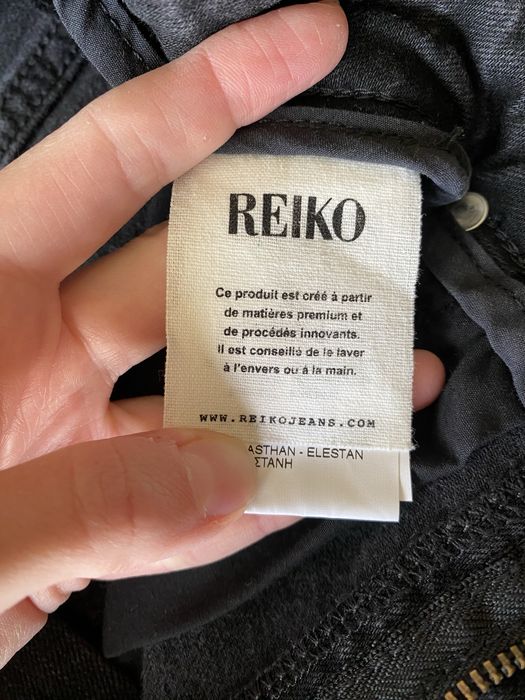 REIKO
Ce produit est créé à partir
de matières premium et
de procédés innovants.
Il est conseillé de le laver
à l'envers ou à la main.
WWW.REIKOJEANS.COM
ASTHAN - ELESTAN
ΣΤΑΝΗ